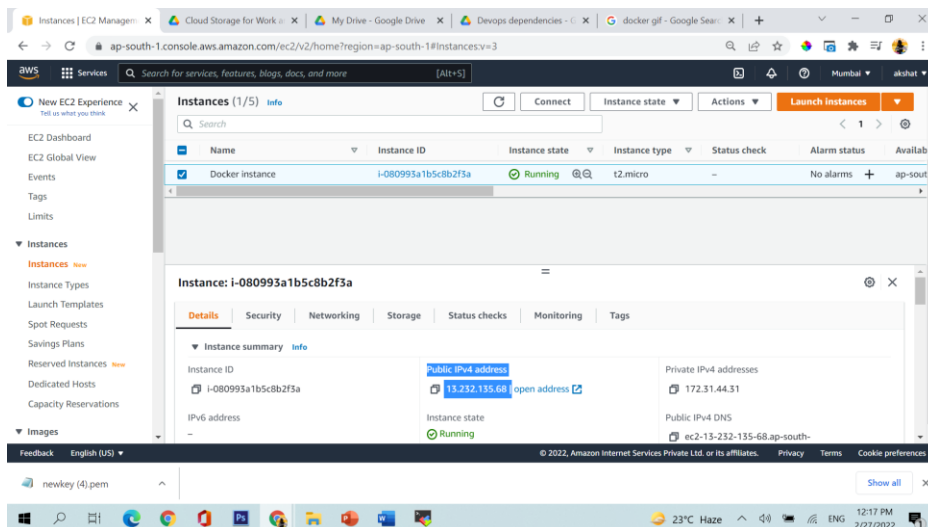 Instances | EC2 Managem
Cloud Storage for Work a
My Drive - Google Drive
Devops dependencies - G
docker gif - Google Sear
ap-south-1.console.aws.amazon.com/ec2/v2/home?region=ap-south-1#Instances:v=3
aws
Services
Search for services, features, blogs, docs, and more
[Alt+S]
Mumbai
akshat
New EC2 Experience
Tell us what you think
EC2 Dashboard
EC2 Global View
Events
Tags
Limits
Instances
Instances New
Instance Types
Launch Templates
Spot Requests
Savings Plans
Reserved Instances New
Dedicated Hosts
Capacity Reservations
Images
Instances (1/5) Info
Connect
Instance state
Actions
Launch instances
Search
1
Name Instance ID Instance state Instance type Status check Alarm status Availab
Docker instance i-080993a1b5c8b2f3a Running t2.micro – No alarms + ap-sout
Instance: i-080993a1b5c8b2f3a
Details Security Networking Storage Status checks Monitoring Tags
Instance summary Info
Instance ID Public IPv4 address Private IPv4 addresses
i-080993a1b5c8b2f3a 13.232.135.68 | open address 172.31.44.31
IPv6 address Instance state Public IPv4 DNS
– Running ec2-13-232-135-68.ap-south-
Feedback English (US) © 2022, Amazon Internet Services Private Ltd. or its affiliates. Privacy Terms Cookie preferences
newkey (4).pem
Show all
23°C Haze ENG 12:17 PM
2/27/2022